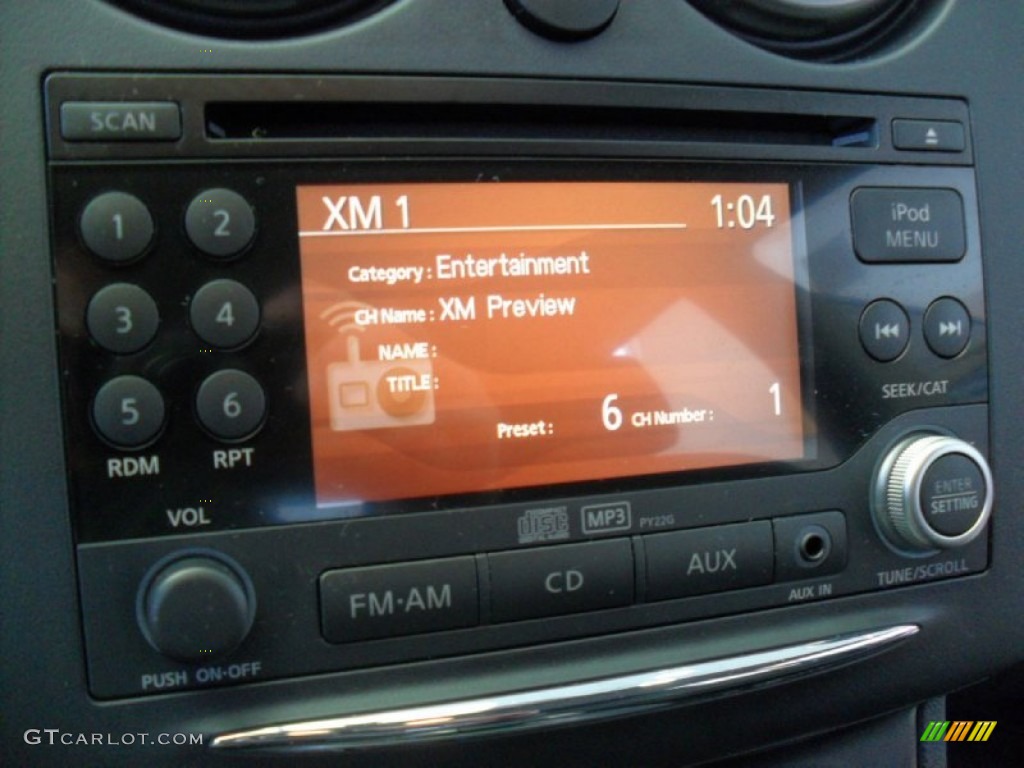 SCAN
1 2
3 4
5 6
RDM RPT
XM 1 1:04
Category : Entertainment
CH Name : XM Preview
NAME :
TITLE :
Preset : 6 CH Number : 1
iPod
MENU
SEEK/CAT
ENTER
SETTING
TUNE/SCROLL
VOL
PUSH ON-OFF
disc MP3 PY22G
FM·AM CD AUX
AUX IN
GTCARLOT.COM